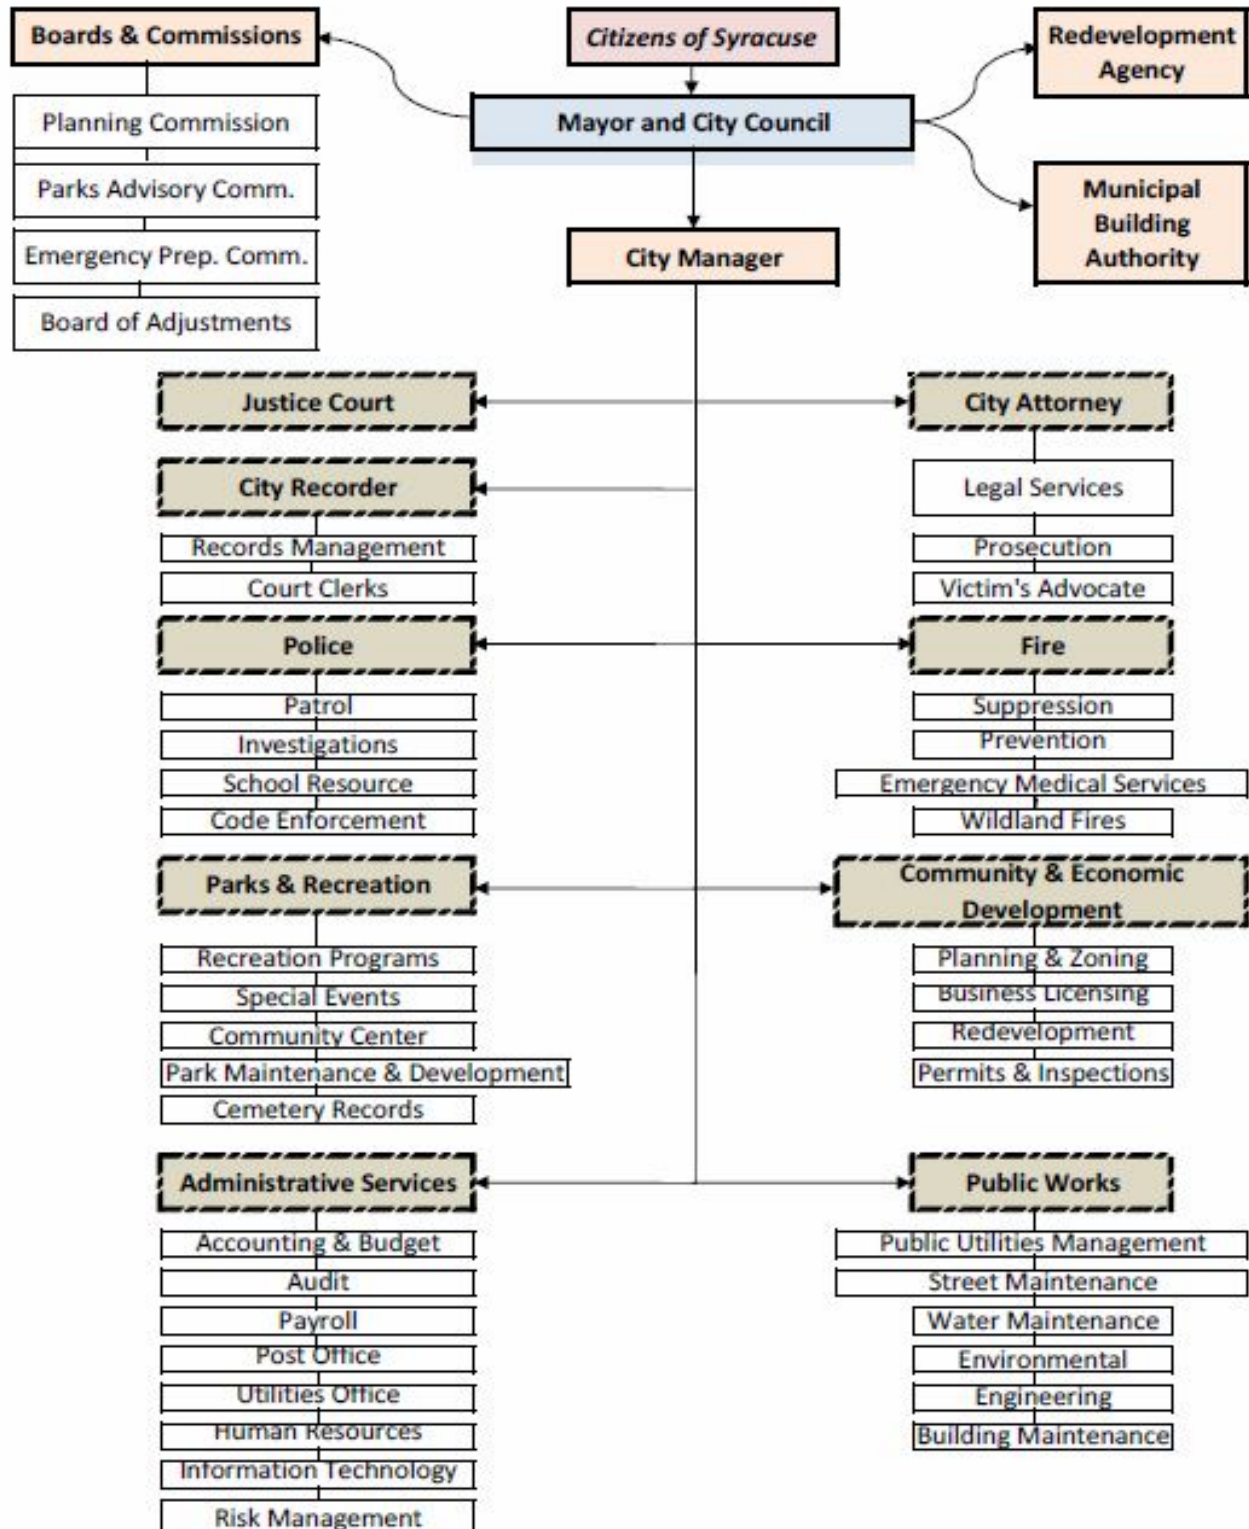 Boards & Commissions
Citizens of Syracuse
Redevelopment
Agency
Planning Commission
Mayor and City Council
Parks Advisory Comm.
Municipal
Building
Authority
Emergency Prep. Comm.
City Manager
Board of Adjustments
Justice Court
City Attorney
City Recorder
Legal Services
Records Management
Prosecution
Court Clerks
Victim's Advocate
Police
Fire
Patrol
Suppression
Investigations
Prevention
School Resource
Emergency Medical Services
Code Enforcement
Wildland Fires
Parks & Recreation
Community & Economic
Development
Recreation Programs
Planning & Zoning
Special Events
Business Licensing
Community Center
Redevelopment
Park Maintenance & Development
Permits & Inspections
Cemetery Records
Administrative Services
Public Works
Accounting & Budget
Public Utilities Management
Audit
Street Maintenance
Payroll
Water Maintenance
Post Office
Environmental
Utilities Office
Engineering
Human Resources
Building Maintenance
Information Technology
Risk Management